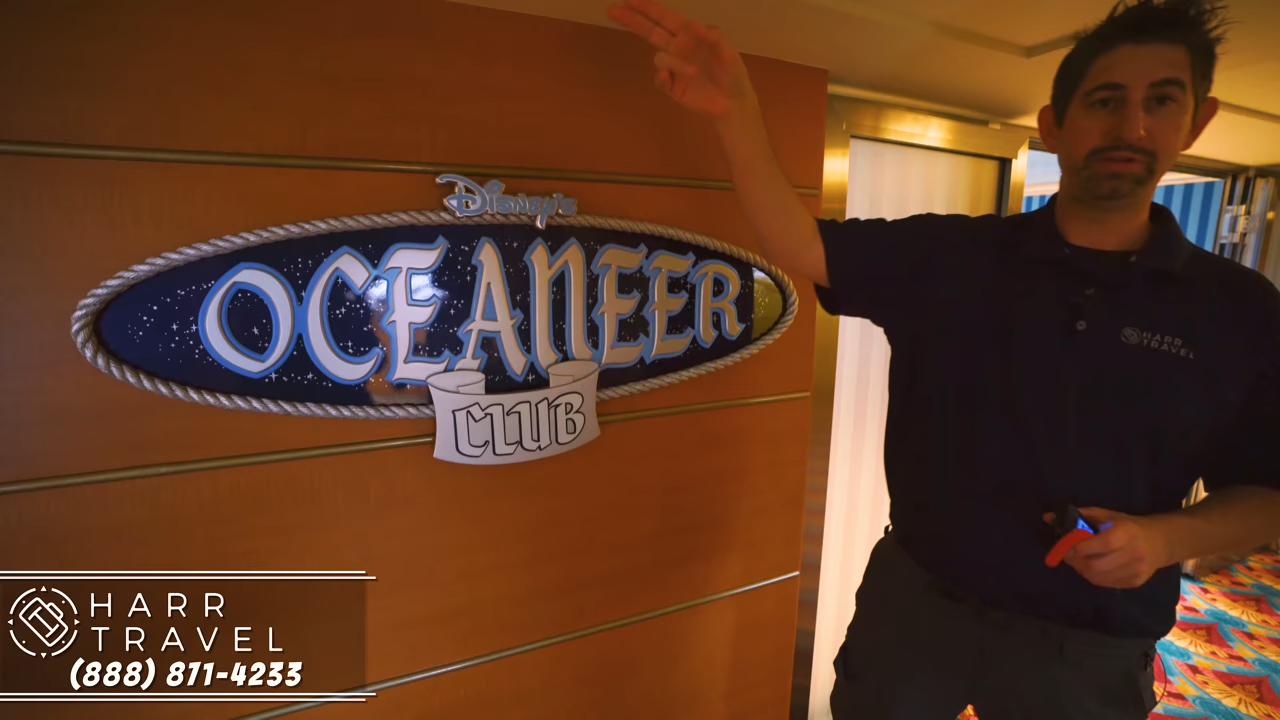 Disney's
OCEANEER
CLUB
HARR
TRAVEL
HARR
TRAVEL
(888) 871-4233